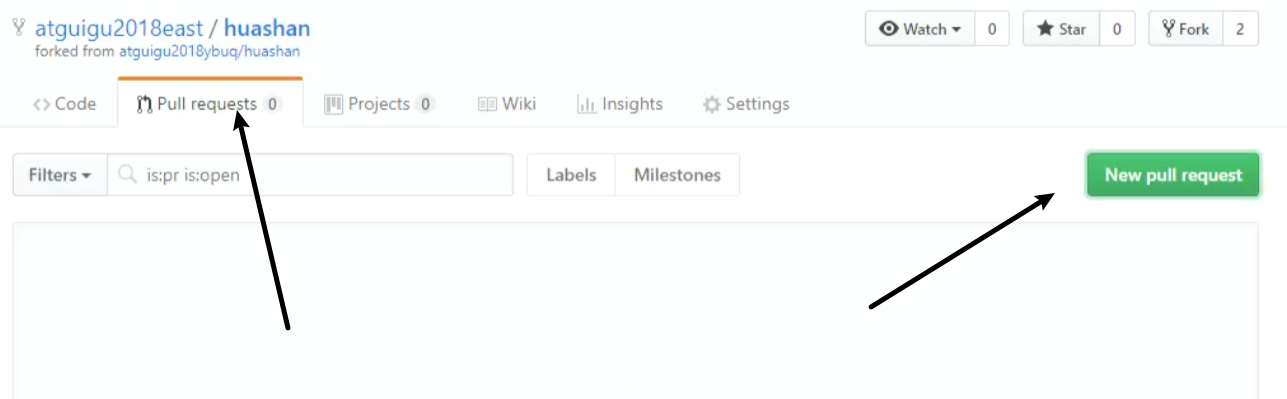 atguigu2018east / huashan
forked from atguigu2018ybuq/huashan
Watch 0 Star 0 Fork 2
Code Pull requests 0 Projects 0 Wiki Insights Settings
Filters is:pr is:open Labels Milestones New pull request